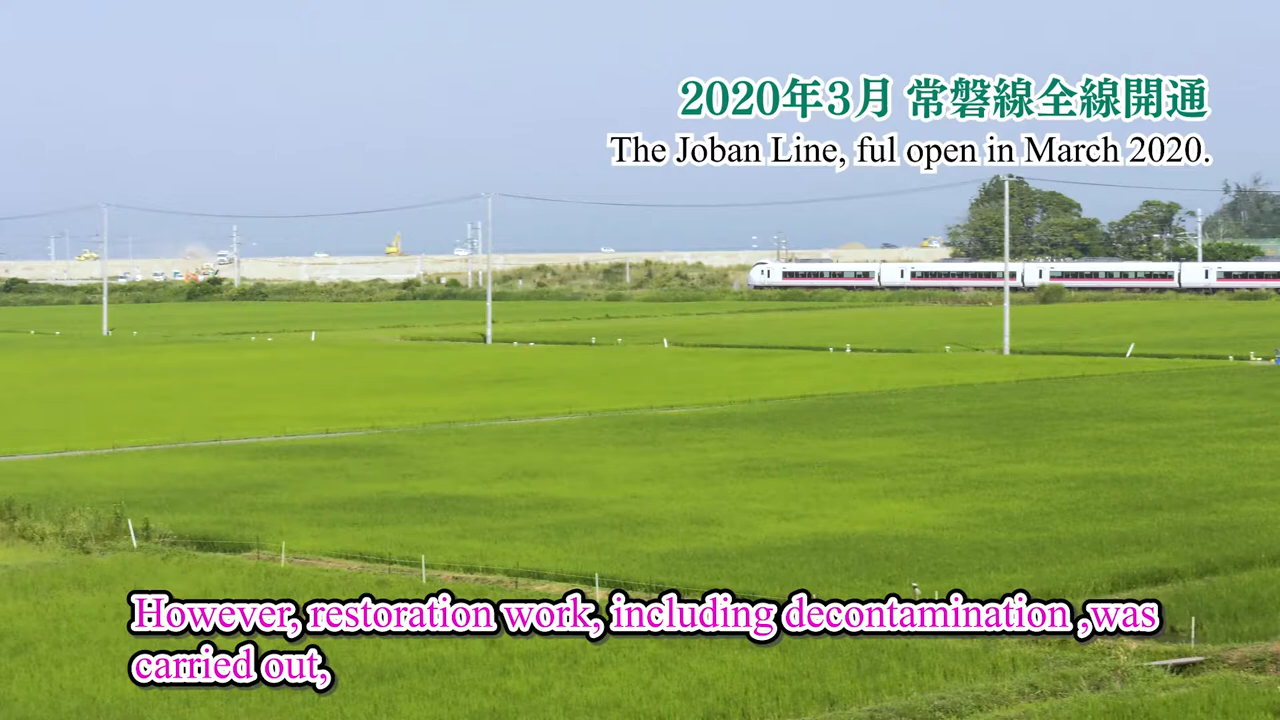 2020年3月 常磐線全線開通
The Joban Line, ful open in March 2020.
However, restoration work, including decontamination ,was
carried out,